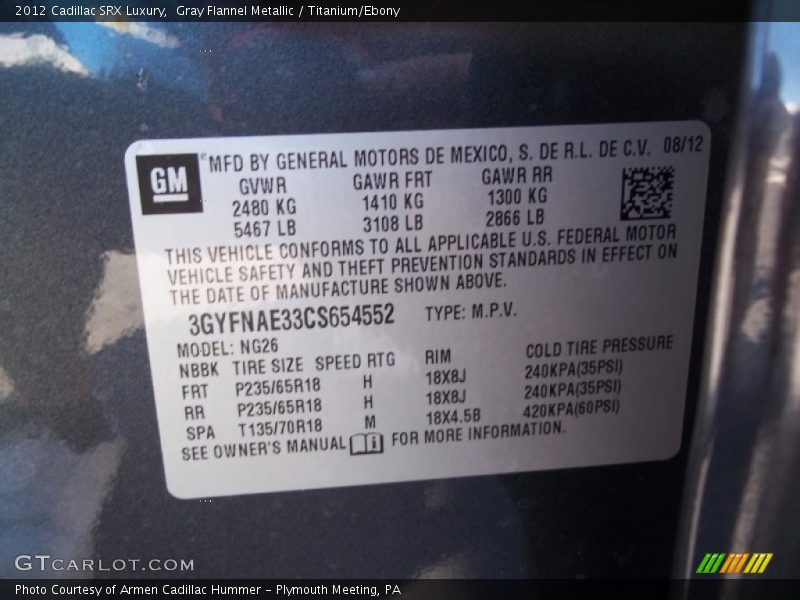 2012 Cadillac SRX Luxury,  Gray Flannel Metallic / Titanium/Ebony
GM
®MFD BY GENERAL MOTORS DE MEXICO, S. DE R.L. DE C.V. 08/12
GVWR GAWR FRT GAWR RR
2480 KG 1410 KG 1300 KG
5467 LB 3108 LB 2866 LB
THIS VEHICLE CONFORMS TO ALL APPLICABLE U.S. FEDERAL MOTOR
VEHICLE SAFETY AND THEFT PREVENTION STANDARDS IN EFFECT ON
THE DATE OF MANUFACTURE SHOWN ABOVE.
3GYFNAE33CS654552 TYPE: M.P.V.
MODEL: NG26
NBBK TIRE SIZE SPEED RTG RIM COLD TIRE PRESSURE
FRT P235/65R18 H 18X8J 240KPA(35PSI)
RR P235/65R18 H 18X8J 240KPA(35PSI)
SPA T135/70R18 M 18X4.5B 420KPA(60PSI)
SEE OWNER'S MANUAL FOR MORE INFORMATION.
GTCARLOT.COM
Photo Courtesy of Armen Cadillac Hummer - Plymouth Meeting, PA